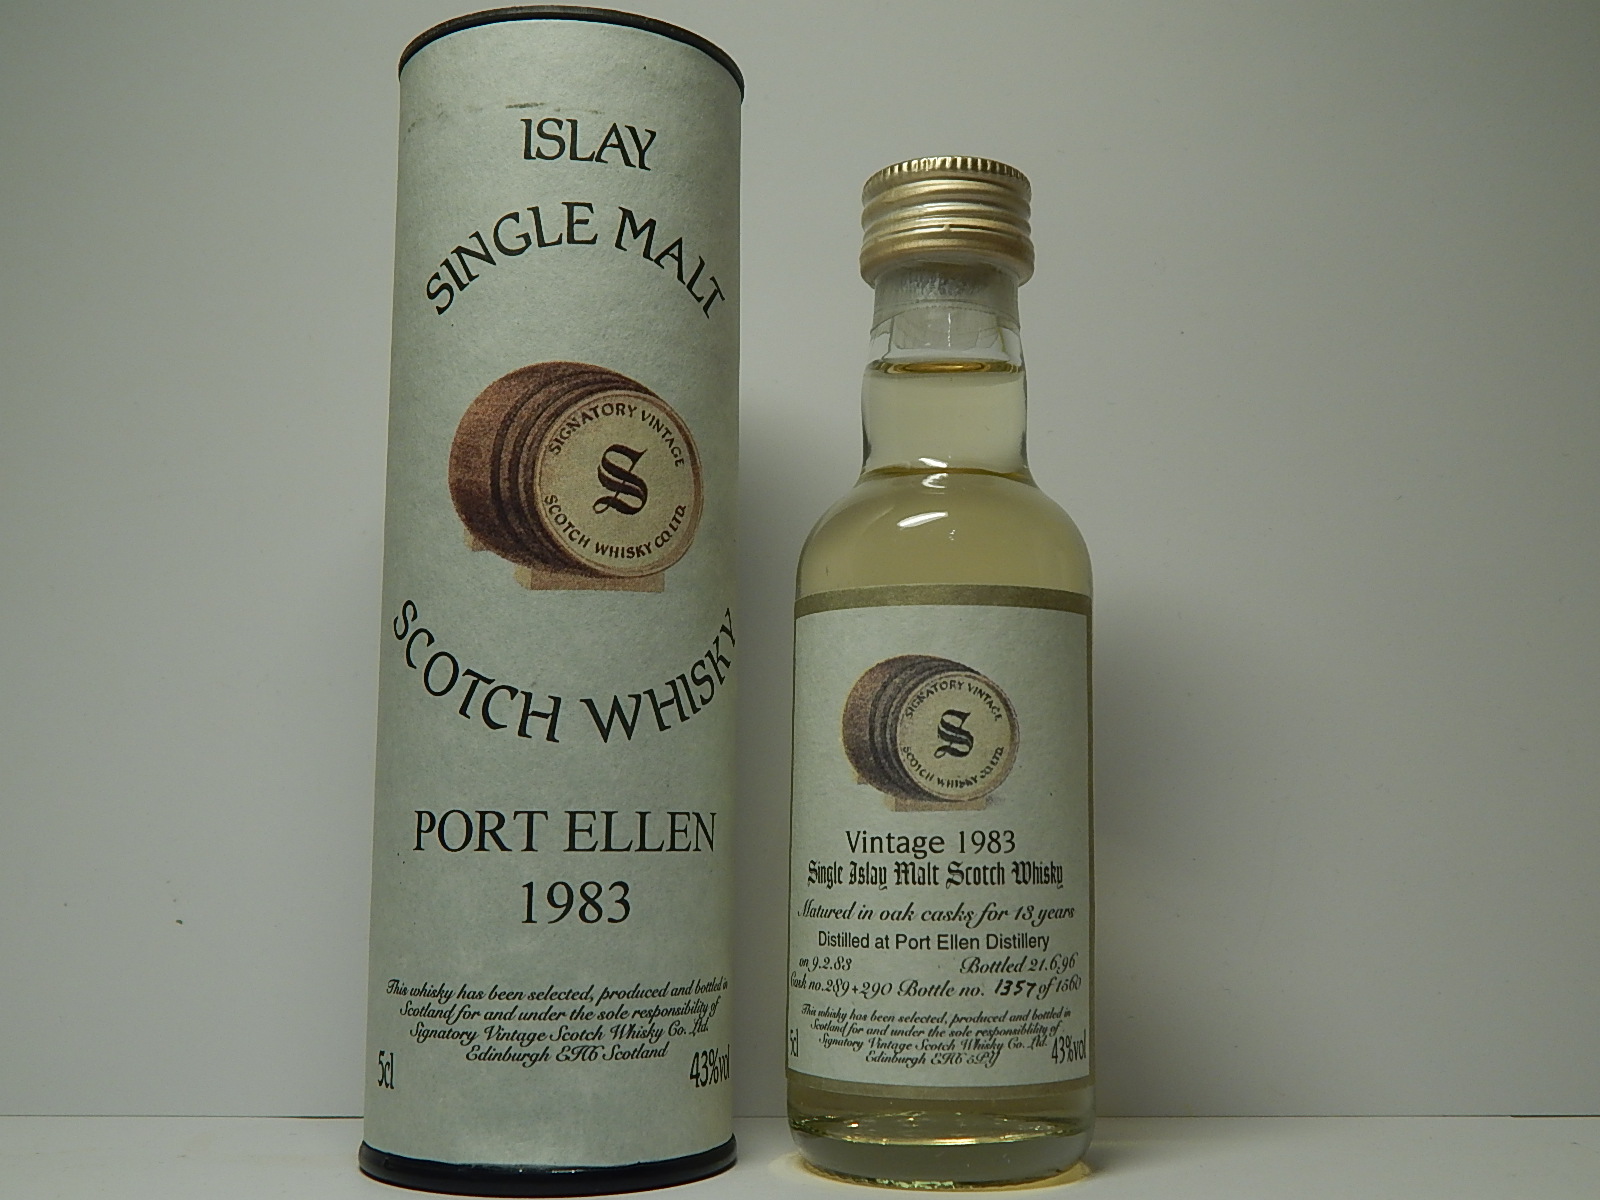 ISLAY
SINGLE MALT
SIGNATORY VINTAGE
S
SCOTCH WHISKY CO. LTD.
SCOTCH WHISKY
PORT ELLEN
1983
This whisky has been selected, produced and bottled in
Scotland for and under the sole responsibility of
Signatory Vintage Scotch Whisky Co. Ltd.
Edinburgh EH6 Scotland
5cl 43%vol
SIGNATORY VINTAGE
S
SCOTCH WHISKY CO. LTD.
Vintage 1983
Single Islay Malt Scotch Whisky
Matured in oak casks for 13 years
Distilled at Port Ellen Distillery
on 9.2.83 Bottled 21.6.96
Cask no. 289+290 Bottle no. 1357 of 1560
This whisky has been selected, produced and bottled in
Scotland for and under the sole responsiblility of
Signatory Vintage Scotch Whisky Co. Ltd.
Edinburgh EH6 5PY
5cl 43%vol